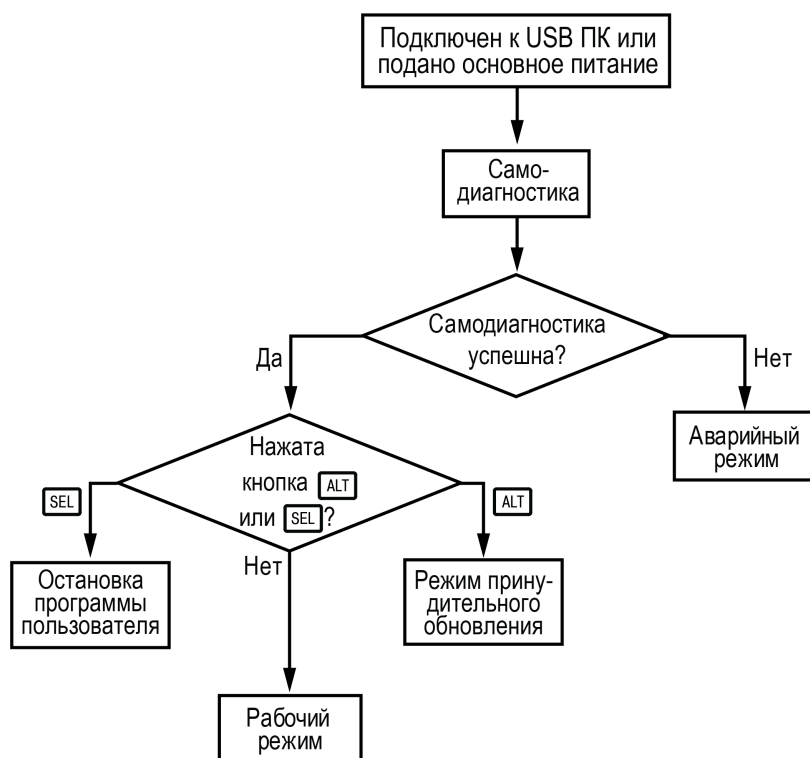 Подключен к USB ПК или
подано основное питание
Само-
диагностика
Самодиагностика
успешна?
Да
Нет
Аварийный
режим
Нажата
кнопка ALT
или SEL?
SEL
ALT
Нет
Остановка
программы
пользователя
Режим прину-
дительного
обновления
Рабочий
режим